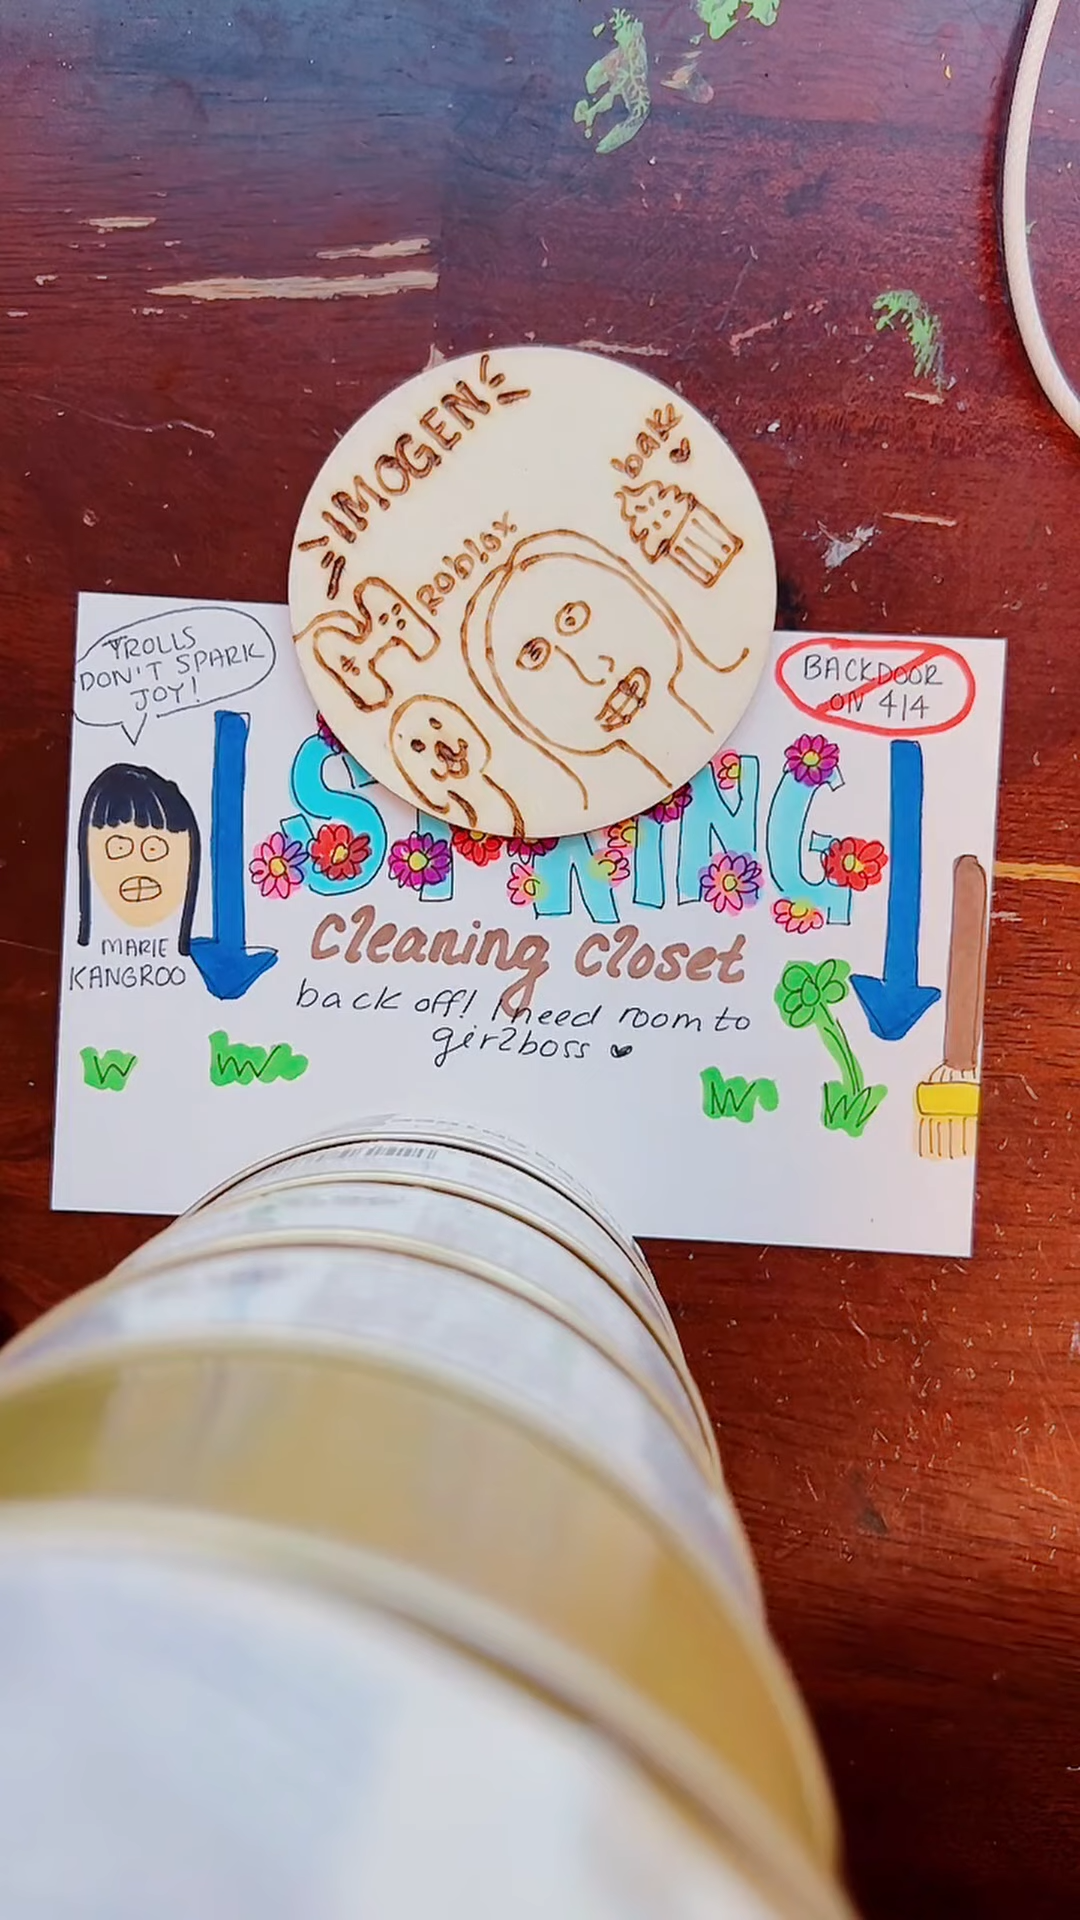 IMOGEN
bake
ROblox
TROLLS
DON'T SPARK
JOY!
BACKDOOR
ON 4/4
SPRING
MARIE
KANGROO
Cleaning Closet
back off! I need room to
girlboss